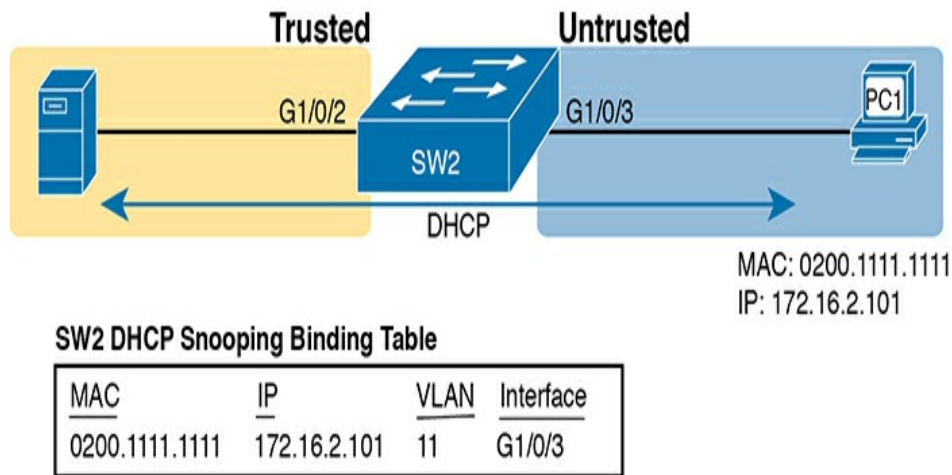 Trusted
Untrusted
G1/0/2
G1/0/3
PC1
SW2
DHCP
MAC: 0200.1111.1111
IP: 172.16.2.101
SW2 DHCP Snooping Binding Table
MAC IP VLAN Interface
0200.1111.1111 172.16.2.101 11 G1/0/3